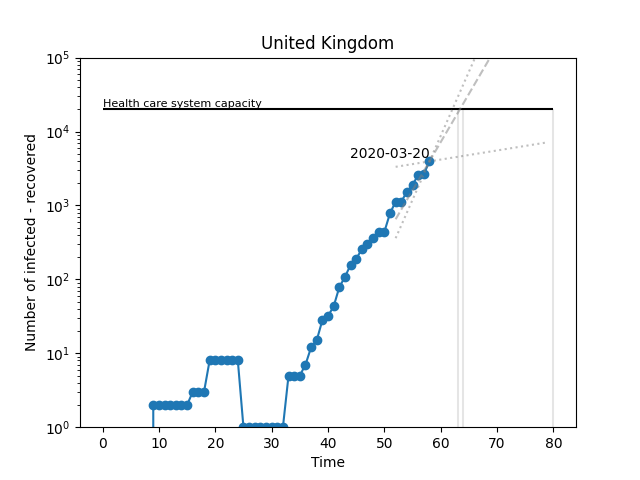 United Kingdom
10^5
Health care system capacity
10^4
2020-03-20
10^3
10^2
10^1
10^0
Number of infected - recovered
0 10 20 30 40 50 60 70 80
Time